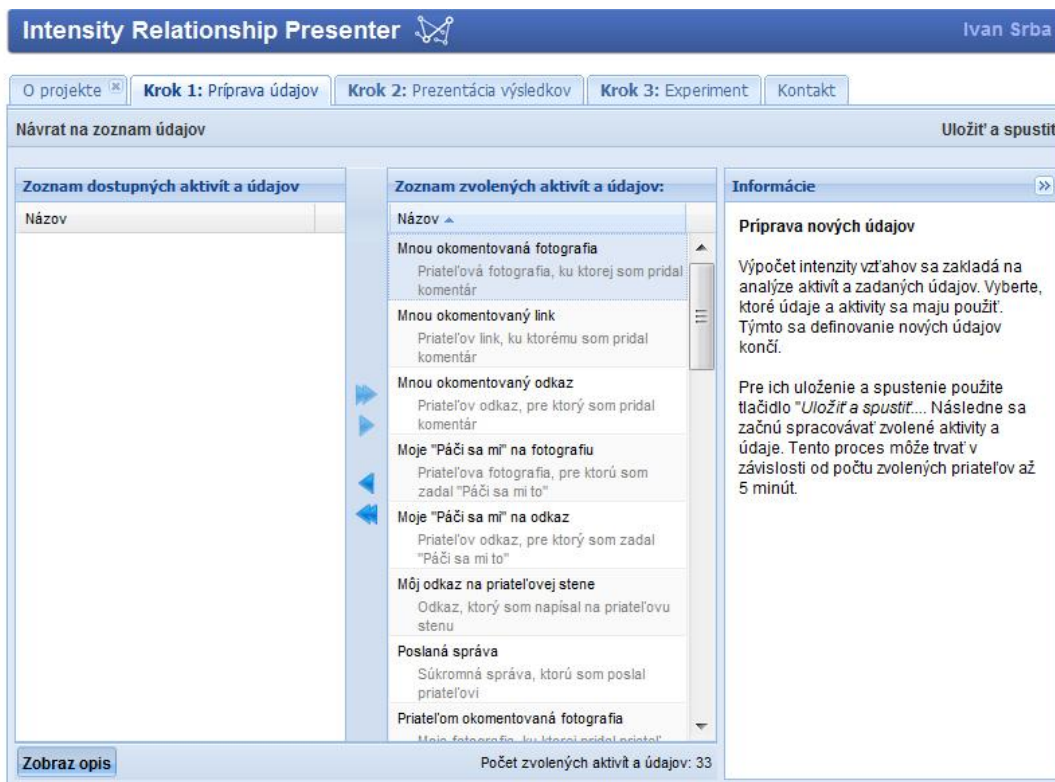 Intensity Relationship Presenter
Ivan Srba
O projekte
Krok 1: Príprava údajov
Krok 2: Prezentácia výsledkov
Krok 3: Experiment
Kontakt
Návrat na zoznam údajov
Uložiť a spustiť
Zoznam dostupných aktivít a údajov
Názov
Zoznam zvolených aktivít a údajov:
Názov
Mnou okomentovaná fotografia
Priateľová fotografia, ku ktorej som pridal
komentár
Mnou okomentovaný link
Priateľov link, ku ktorému som pridal
komentár
Mnou okomentovaný odkaz
Priateľov odkaz, pre ktorý som pridal
komentár
Moje "Páči sa mi" na fotografiu
Priateľova fotografia, pre ktorú som
zadal "Páči sa mi to"
Moje "Páči sa mi" na odkaz
Priateľov odkaz, pre ktorý som zadal
"Páči sa mi to"
Môj odkaz na priateľovej stene
Odkaz, ktorý som napísal na priateľovu
stenu
Poslaná správa
Súkromná správa, ktorú som poslal
priateľovi
Priateľom okomentovaná fotografia
Moja fotografia, ku ktorej pridal priateľ
Informácie
Príprava nových údajov
Výpočet intenzity vzťahov sa zakladá na
analýze aktivít a zadaných údajov. Vyberte,
ktoré údaje a aktivity sa maju použiť.
Týmto sa definovanie nových údajov
končí.
Pre ich uloženie a spustenie použite
tlačidlo "Uložiť a spustiť.... Následne sa
začnú spracovávať zvolené aktivity a
údaje. Tento proces môže trvať v
závislosti od počtu zvolených priateľov až
5 minút.
Zobraz opis
Počet zvolených aktivít a údajov: 33